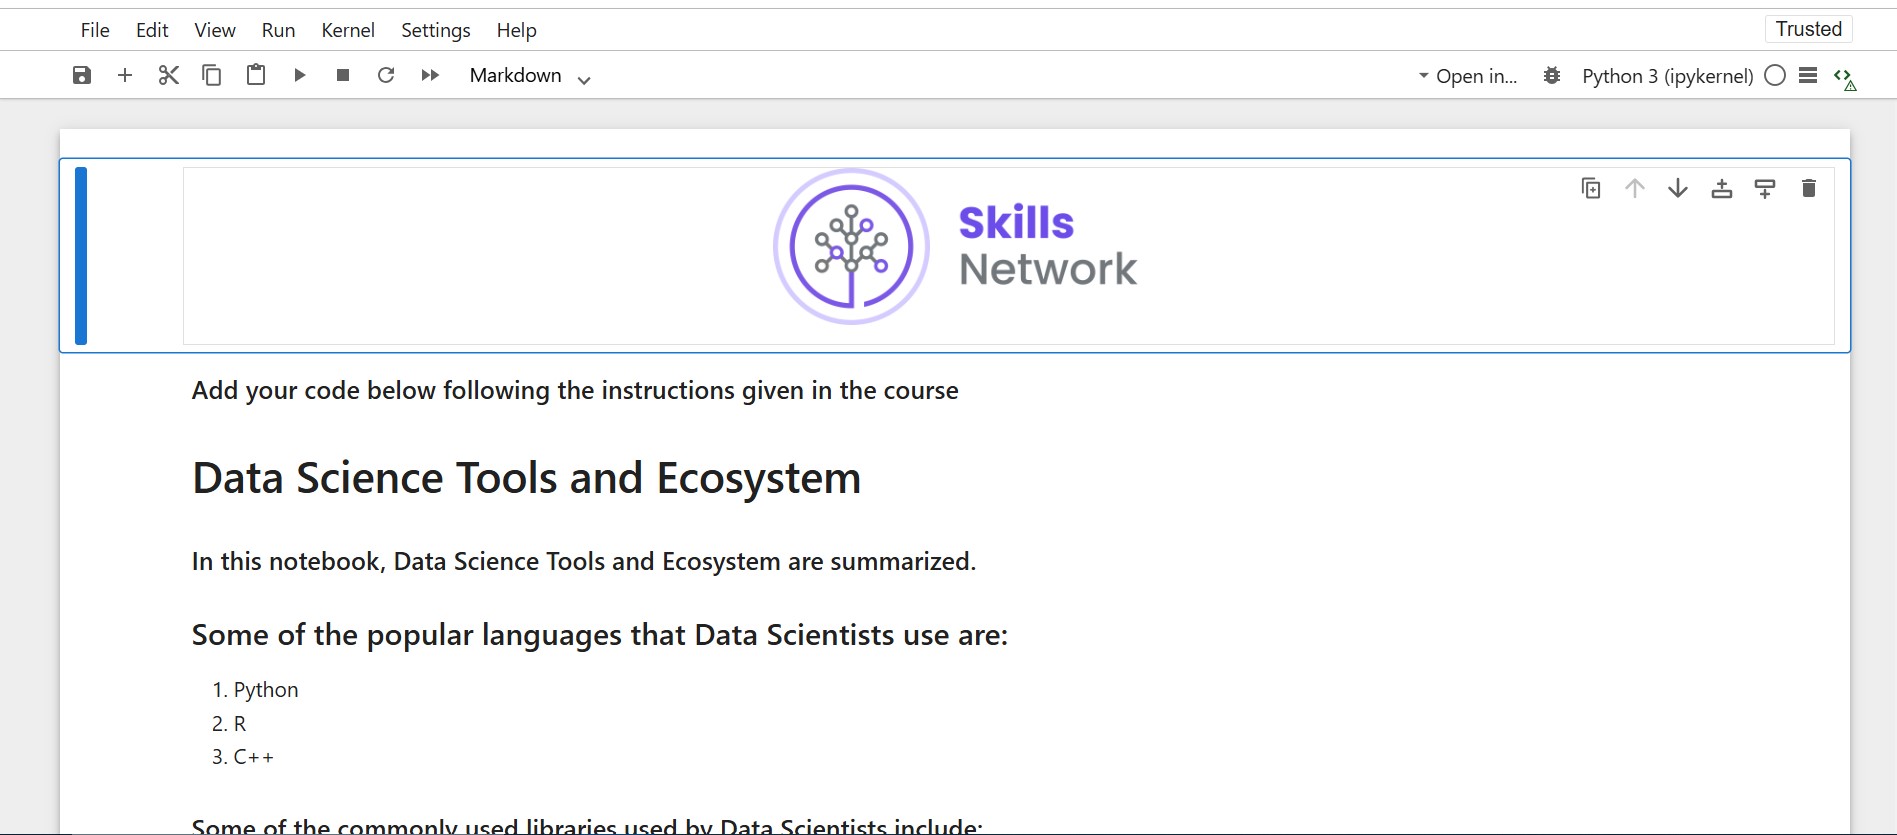 File Edit View Run Kernel Settings Help Trusted
Markdown Open in... Python 3 (ipykernel)
Skills
Network
Add your code below following the instructions given in the course
Data Science Tools and Ecosystem
In this notebook, Data Science Tools and Ecosystem are summarized.
Some of the popular languages that Data Scientists use are:
1. Python
2. R
3. C++
Some of the commonly used libraries used by Data Scientists include: